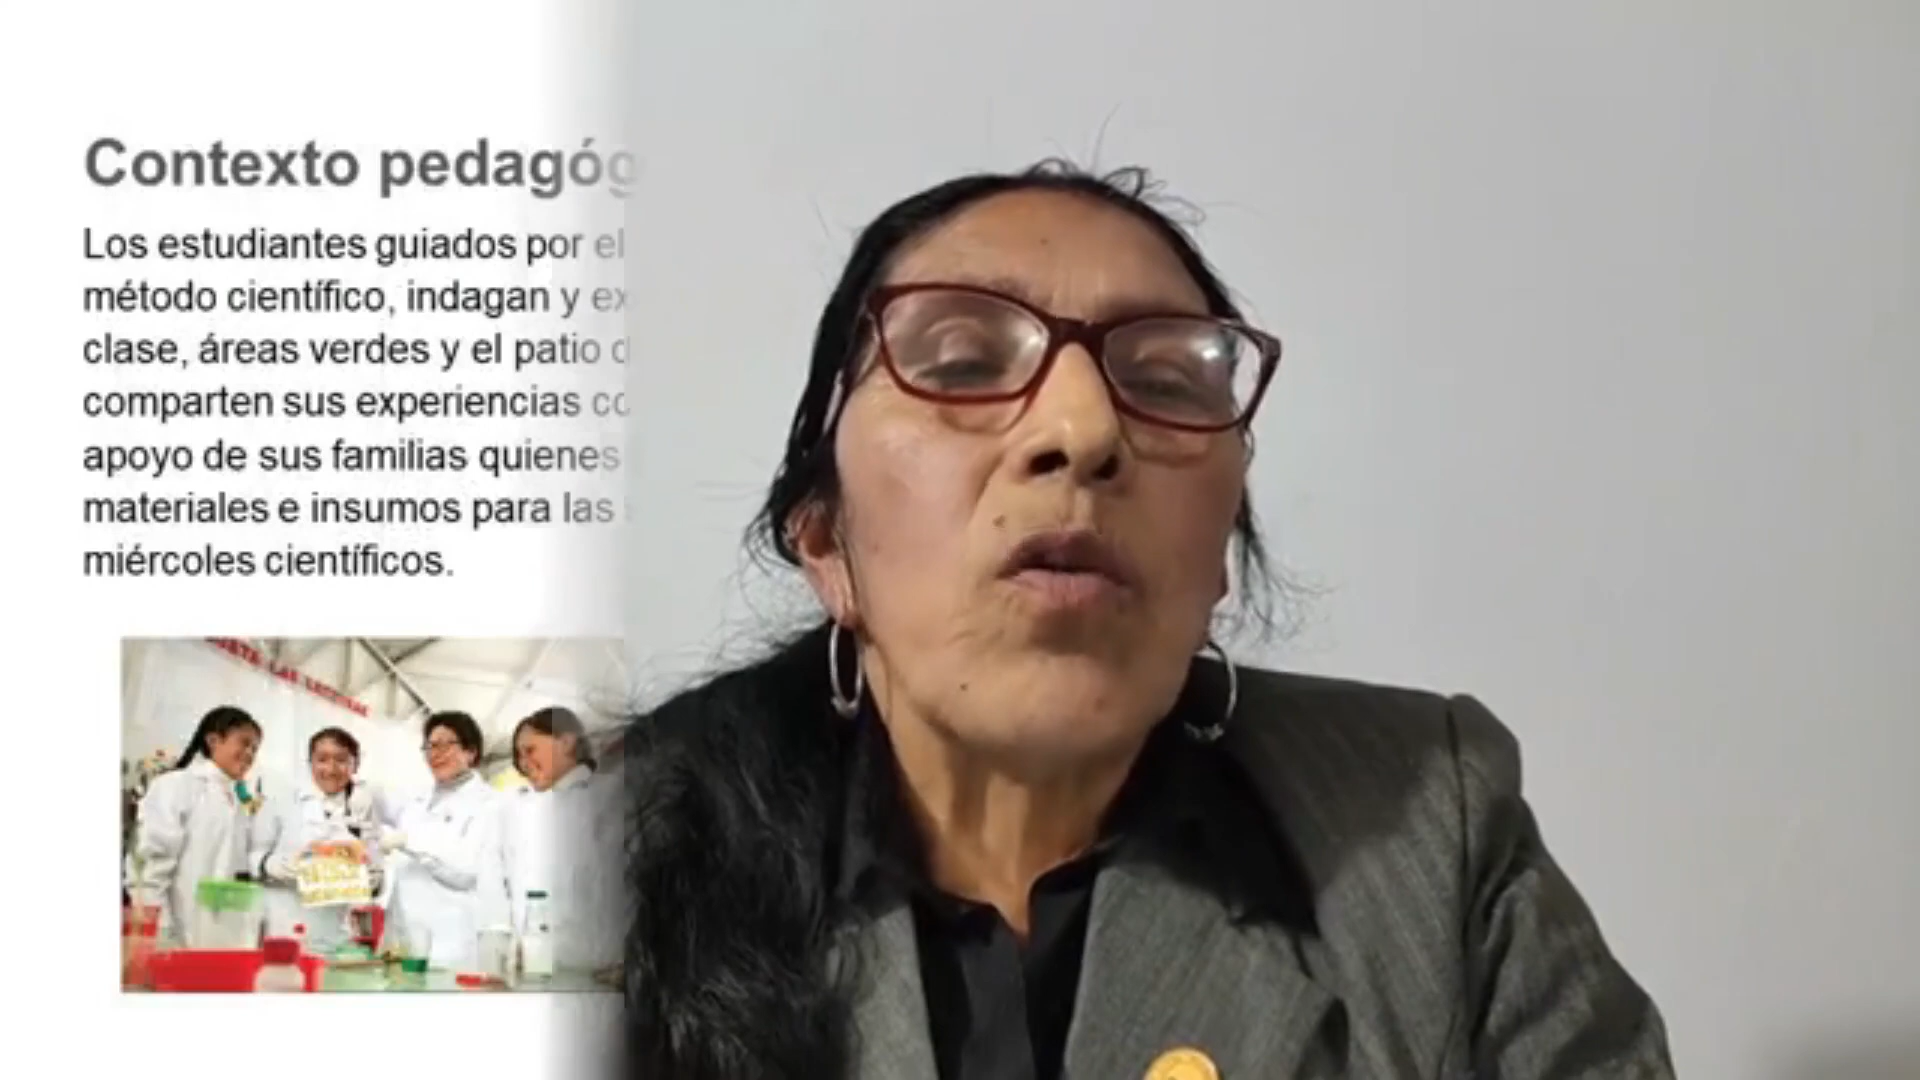 Contexto pedagóg
Los estudiantes guiados por el
método científico, indagan y ex
clase, áreas verdes y el patio d
comparten sus experiencias co
apoyo de sus familias quienes
materiales e insumos para las
miércoles científicos.
LAS